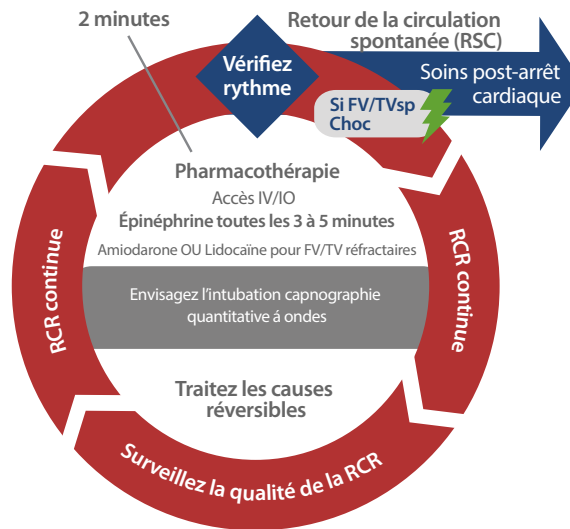 2 minutes
Retour de la circulation
spontanée (RSC)
Vérifiez
rythme
Soins post-arrêt
cardiaque
Si FV/TVsp
Choc
Pharmacothérapie
Accès IV/IO
Épinéphrine toutes les 3 à 5 minutes
Amiodarone OU Lidocaïne pour FV/TV réfractaires
RCR continue
RCR continue
Envisagez l'intubation capnographie
quantitative á ondes
Traitez les causes
réversibles
Surveillez la qualité de la RCR